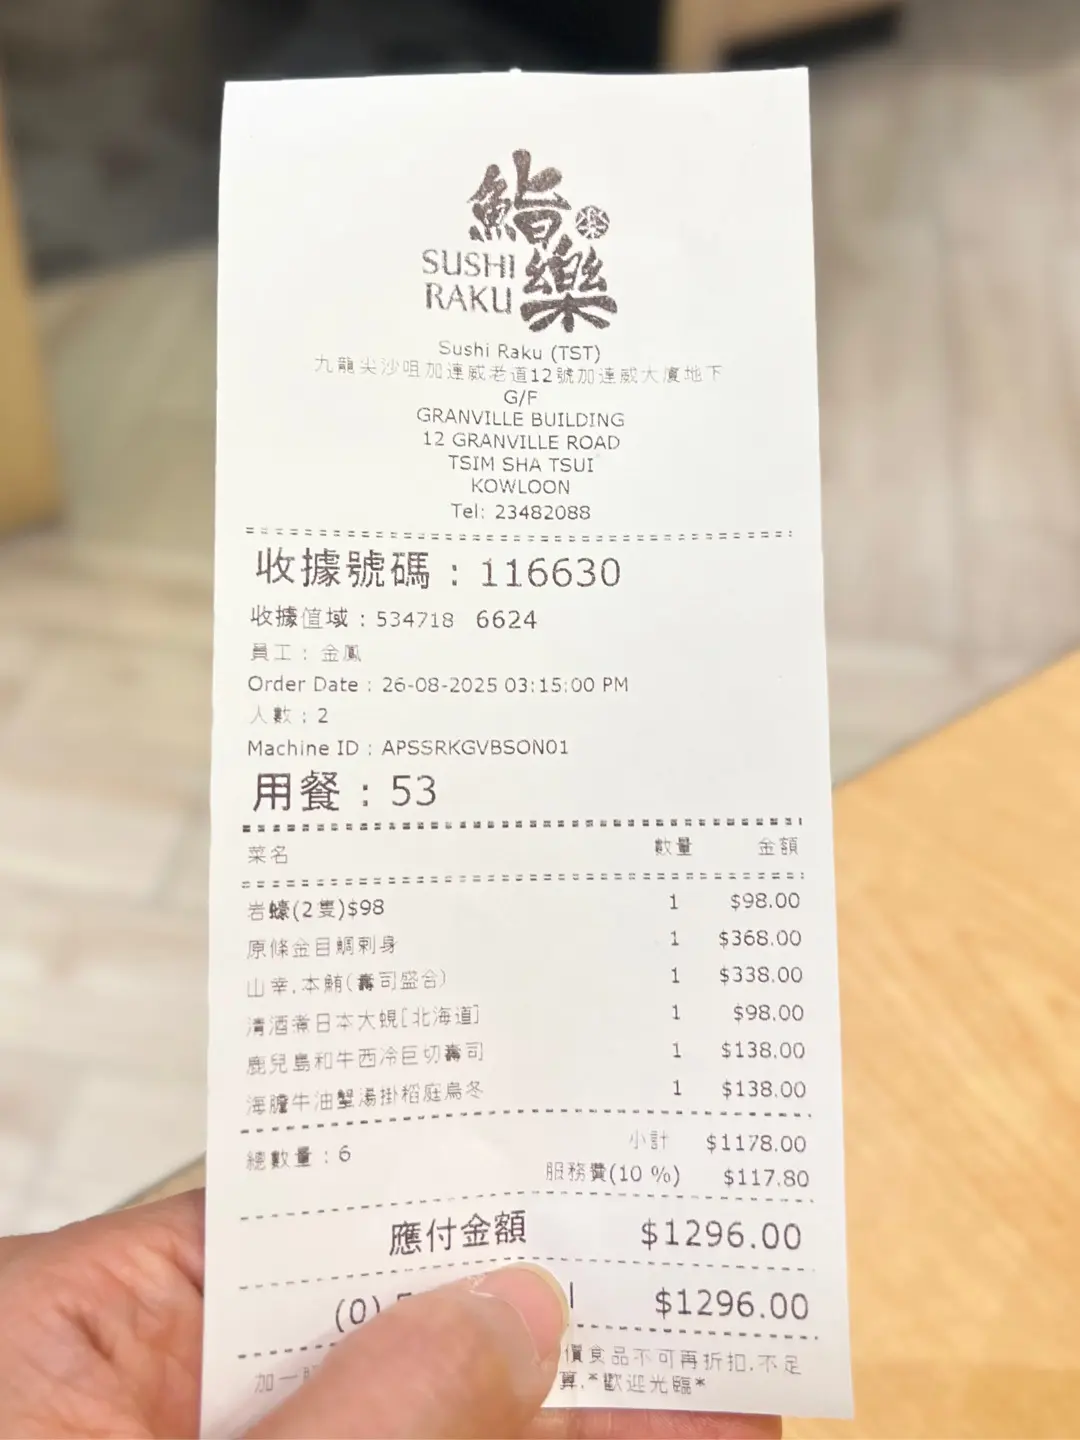 鮨樂
SUSHI
RAKU
Sushi Raku (TST)
九龍尖沙咀加連威老道12號加連威大廈地下
G/F
GRANVILLE BUILDING
12 GRANVILLE ROAD
TSIM SHA TSUI
KOWLOON
Tel: 23482088
收據號碼 : 116630
收據值域 : 534718 6624
員工 : 金鳳
Order Date : 26-08-2025 03:15:00 PM
人數 : 2
Machine ID : APSSRKGVBSON01
用餐 : 53
菜名 數量 金額
岩蠔(2隻)$98 1 $98.00
原條金目鯛刺身 1 $368.00
山幸.本鮪(壽司盛合) 1 $338.00
清酒煮日本大蜆[北海道] 1 $98.00
鹿兒島和牛西冷巨切壽司 1 $138.00
海膽牛油蟹湯掛稻庭烏冬 1 $138.00
小計 $1178.00
總數量 : 6
服務費(10 %) $117.80
應付金額 $1296.00
(0) $1296.00
價食品不可再折扣.不足
加一 算.*歡迎光臨*